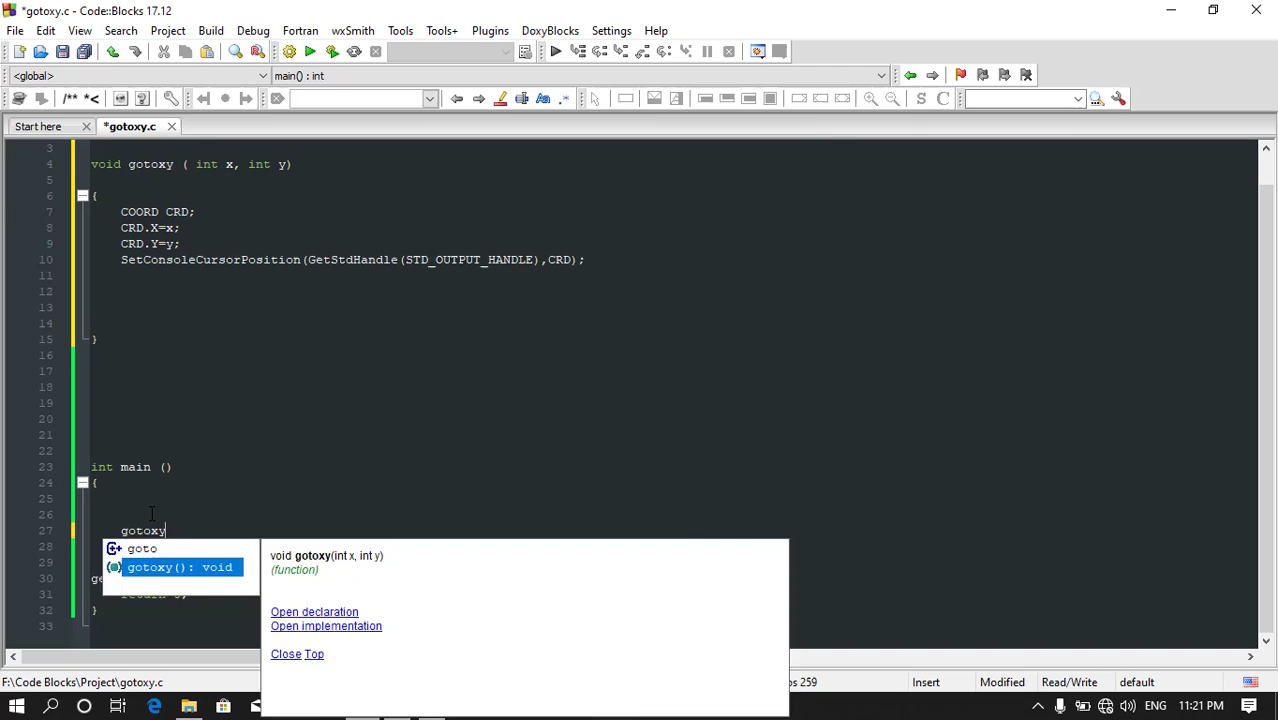 *gotoxy.c - Code::Blocks 17.12
File Edit View Search Project Build Debug Fortran wxSmith Tools Tools+ Plugins DoxyBlocks Settings Help
<global> main() : int
/** *<
S C
Start here *gotoxy.c
3
4 void gotoxy ( int x, int y)
5
6 {
7 COORD CRD;
8 CRD.X=x;
9 CRD.Y=y;
10 SetConsoleCursorPosition(GetStdHandle(STD_OUTPUT_HANDLE),CRD);
11
12
13
14
15 }
16
17
18
19
20
21
22
23 int main ()
24 {
25
26
27 gotoxy
28 goto
void gotoxy(int x, int y)
29 gotoxy(): void
(function)
30 ge
31
32 }
33
Open declaration
Open implementation
Close Top
F:\Code Blocks\Project\gotoxy.c
259 Insert Modified Read/Write default
11:21 PM